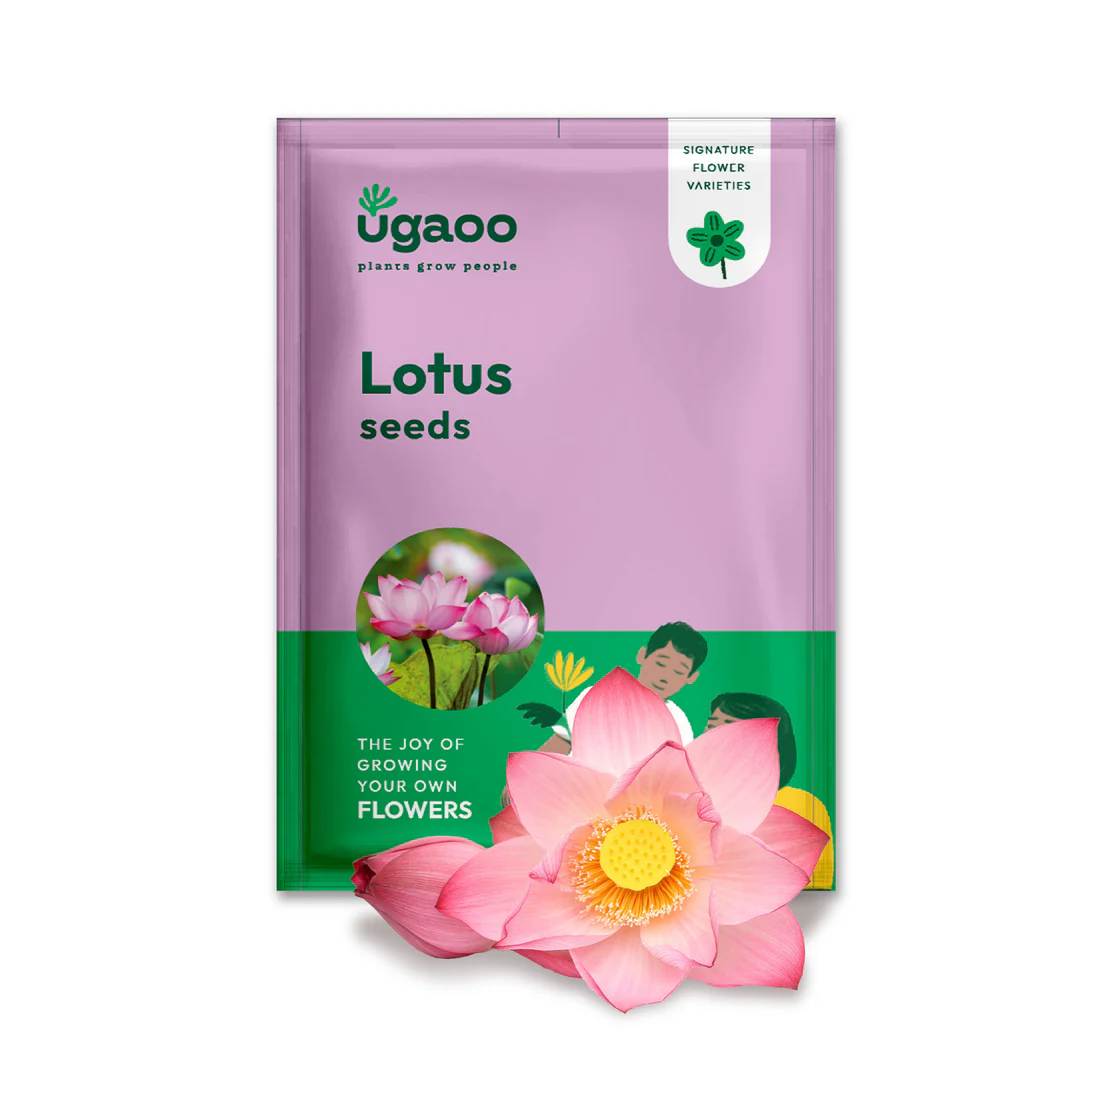 SIGNATURE
FLOWER
VARIETIES
ugaoo
plants grow people
Lotus
seeds
THE JOY OF
GROWING
YOUR OWN
FLOWERS